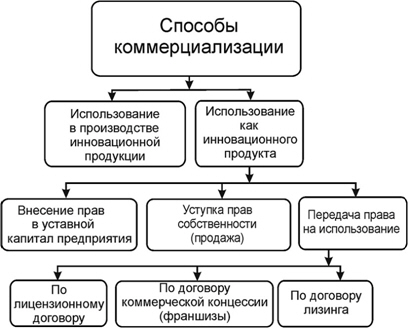 Способы
коммерциализации
Использование
в производстве
инновационной
продукции
Использование
как
инновационного
продукта
Внесение прав
в уставной
капитал предприятия
Уступка прав
собственности
(продажа)
Передача права
на использование
По
лицензионному
договору
По договору
коммерческой концессии
(франшизы)
По договору
лизинга